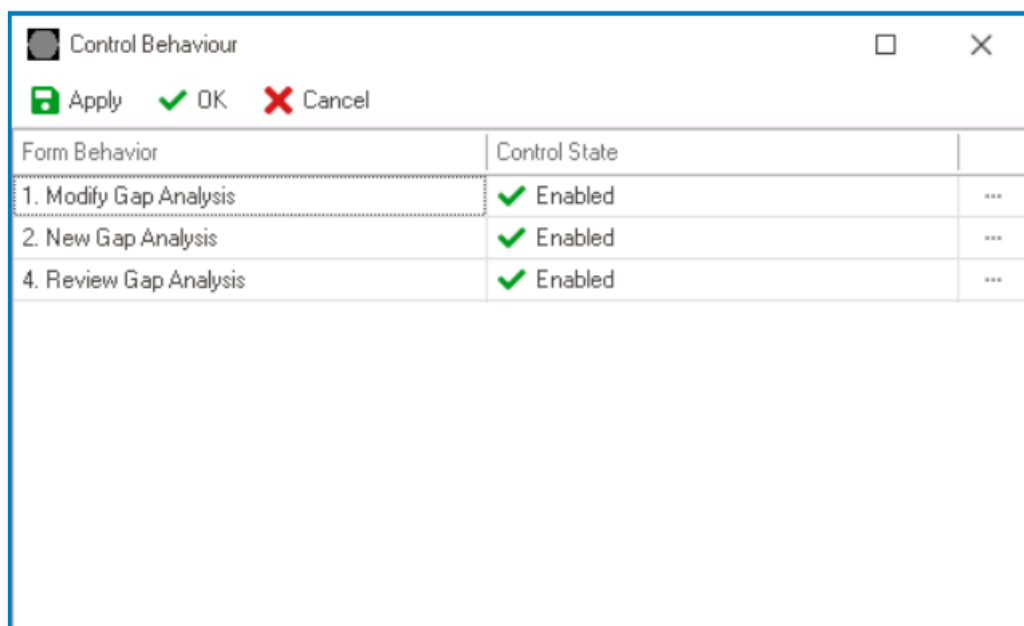 Control Behaviour
Apply OK Cancel
Form Behavior Control State
1. Modify Gap Analysis Enabled ...
2. New Gap Analysis Enabled ...
4. Review Gap Analysis Enabled ...